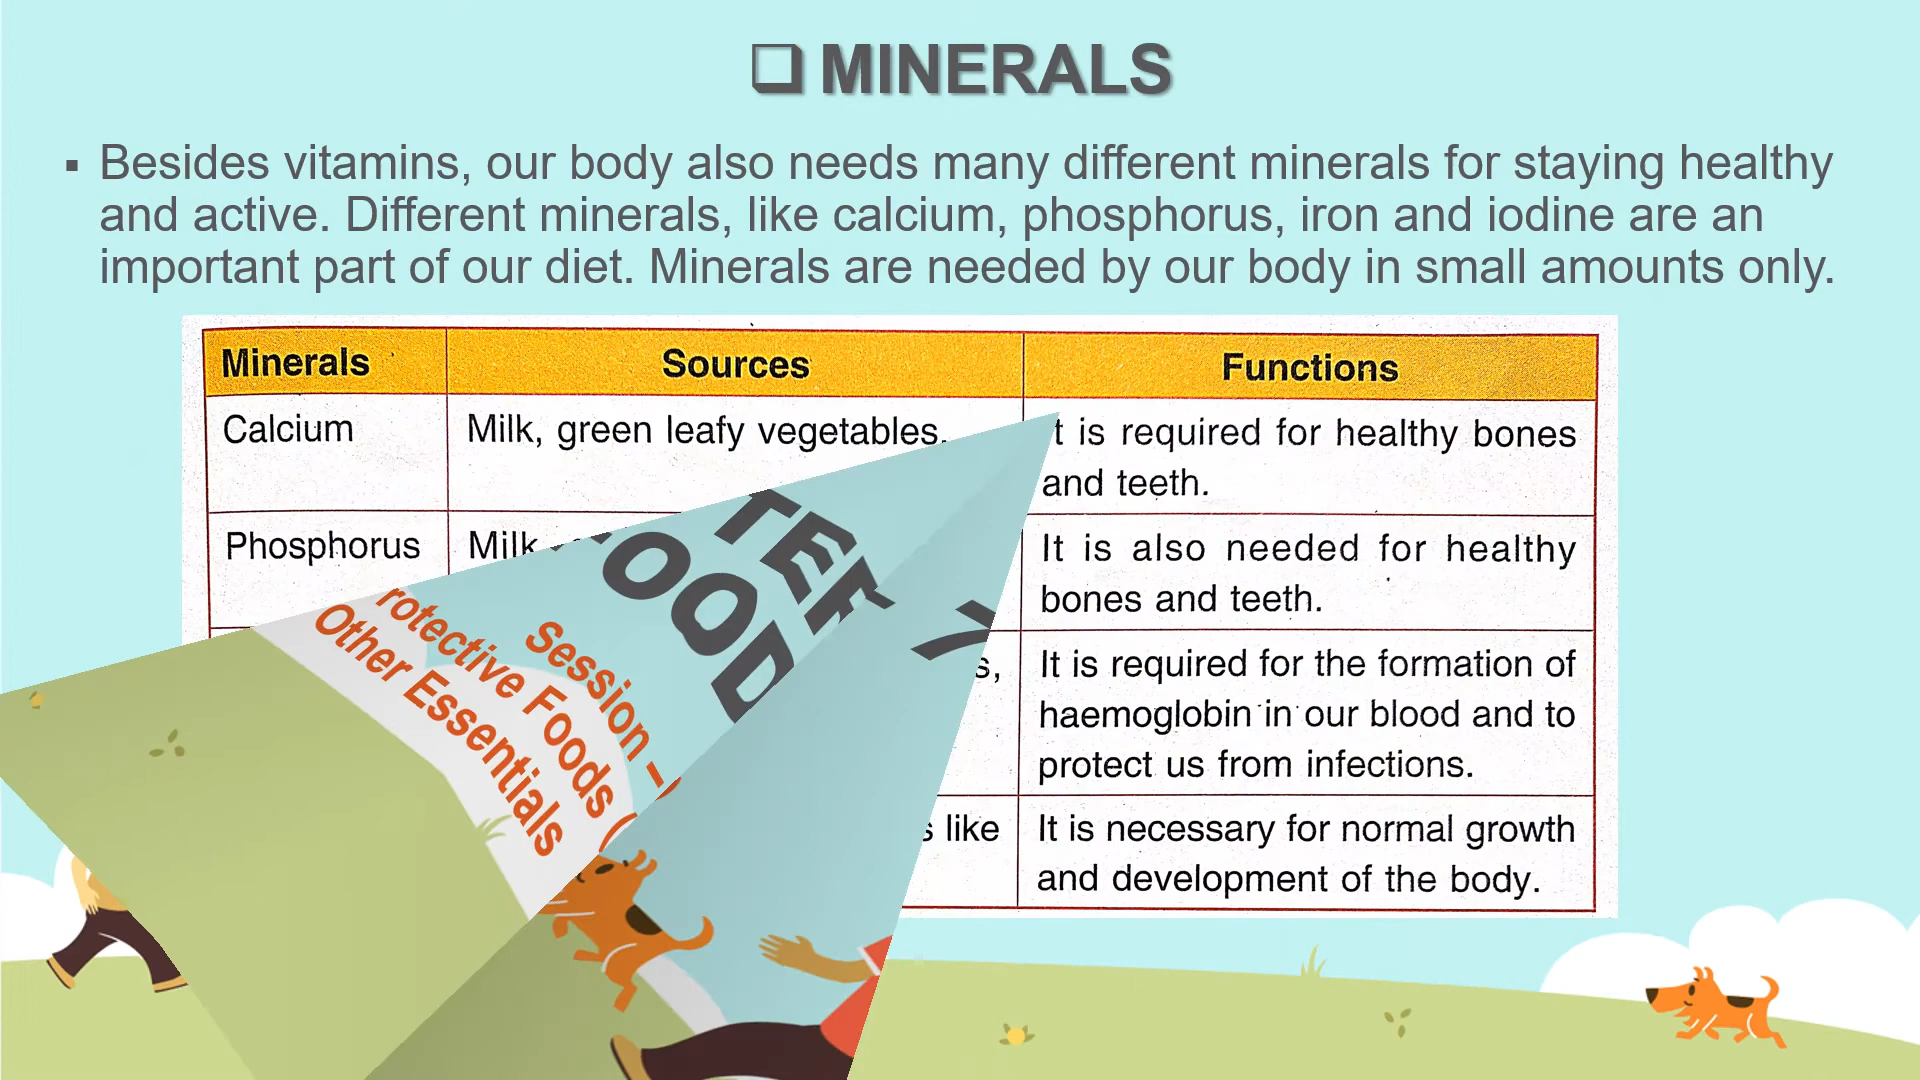 MINERALS
Besides vitamins, our body also needs many different minerals for staying healthy
and active. Different minerals, like calcium, phosphorus, iron and iodine are an
important part of our diet. Minerals are needed by our body in small amounts only.
Minerals Sources Functions
Calcium Milk, green leafy vegetables. It is required for healthy bones
and teeth.
Phosphorus Milk It is also needed for healthy
bones and teeth.
s, It is required for the formation of
haemoglobin in our blood and to
protect us from infections.
s like It is necessary for normal growth
and development of the body.
TER 7
OOD
Session –
rotective Foods (
Other Essentials